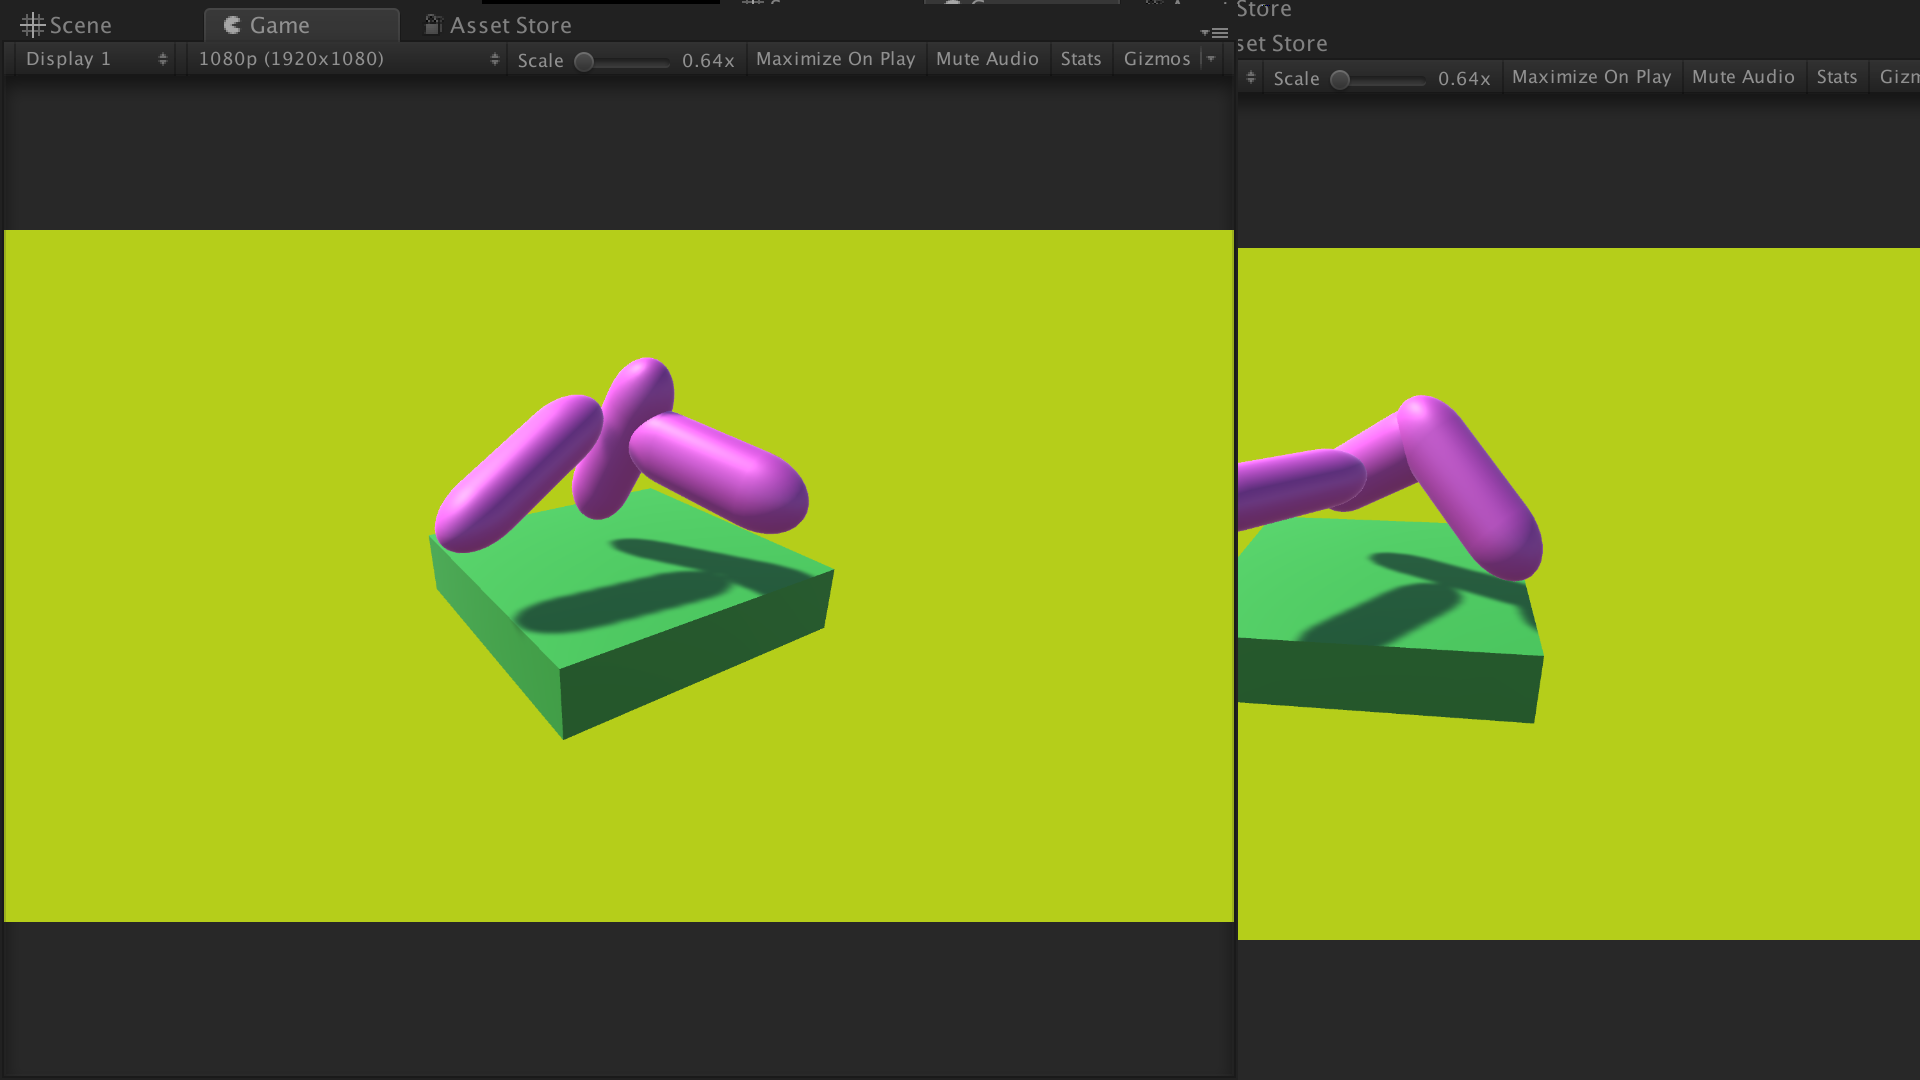 Scene Game Asset Store
Display 1 1080p (1920x1080) Scale 0.64x Maximize On Play Mute Audio Stats Gizmos
Store
set Store
Scale 0.64x Maximize On Play Mute Audio Stats Gizm